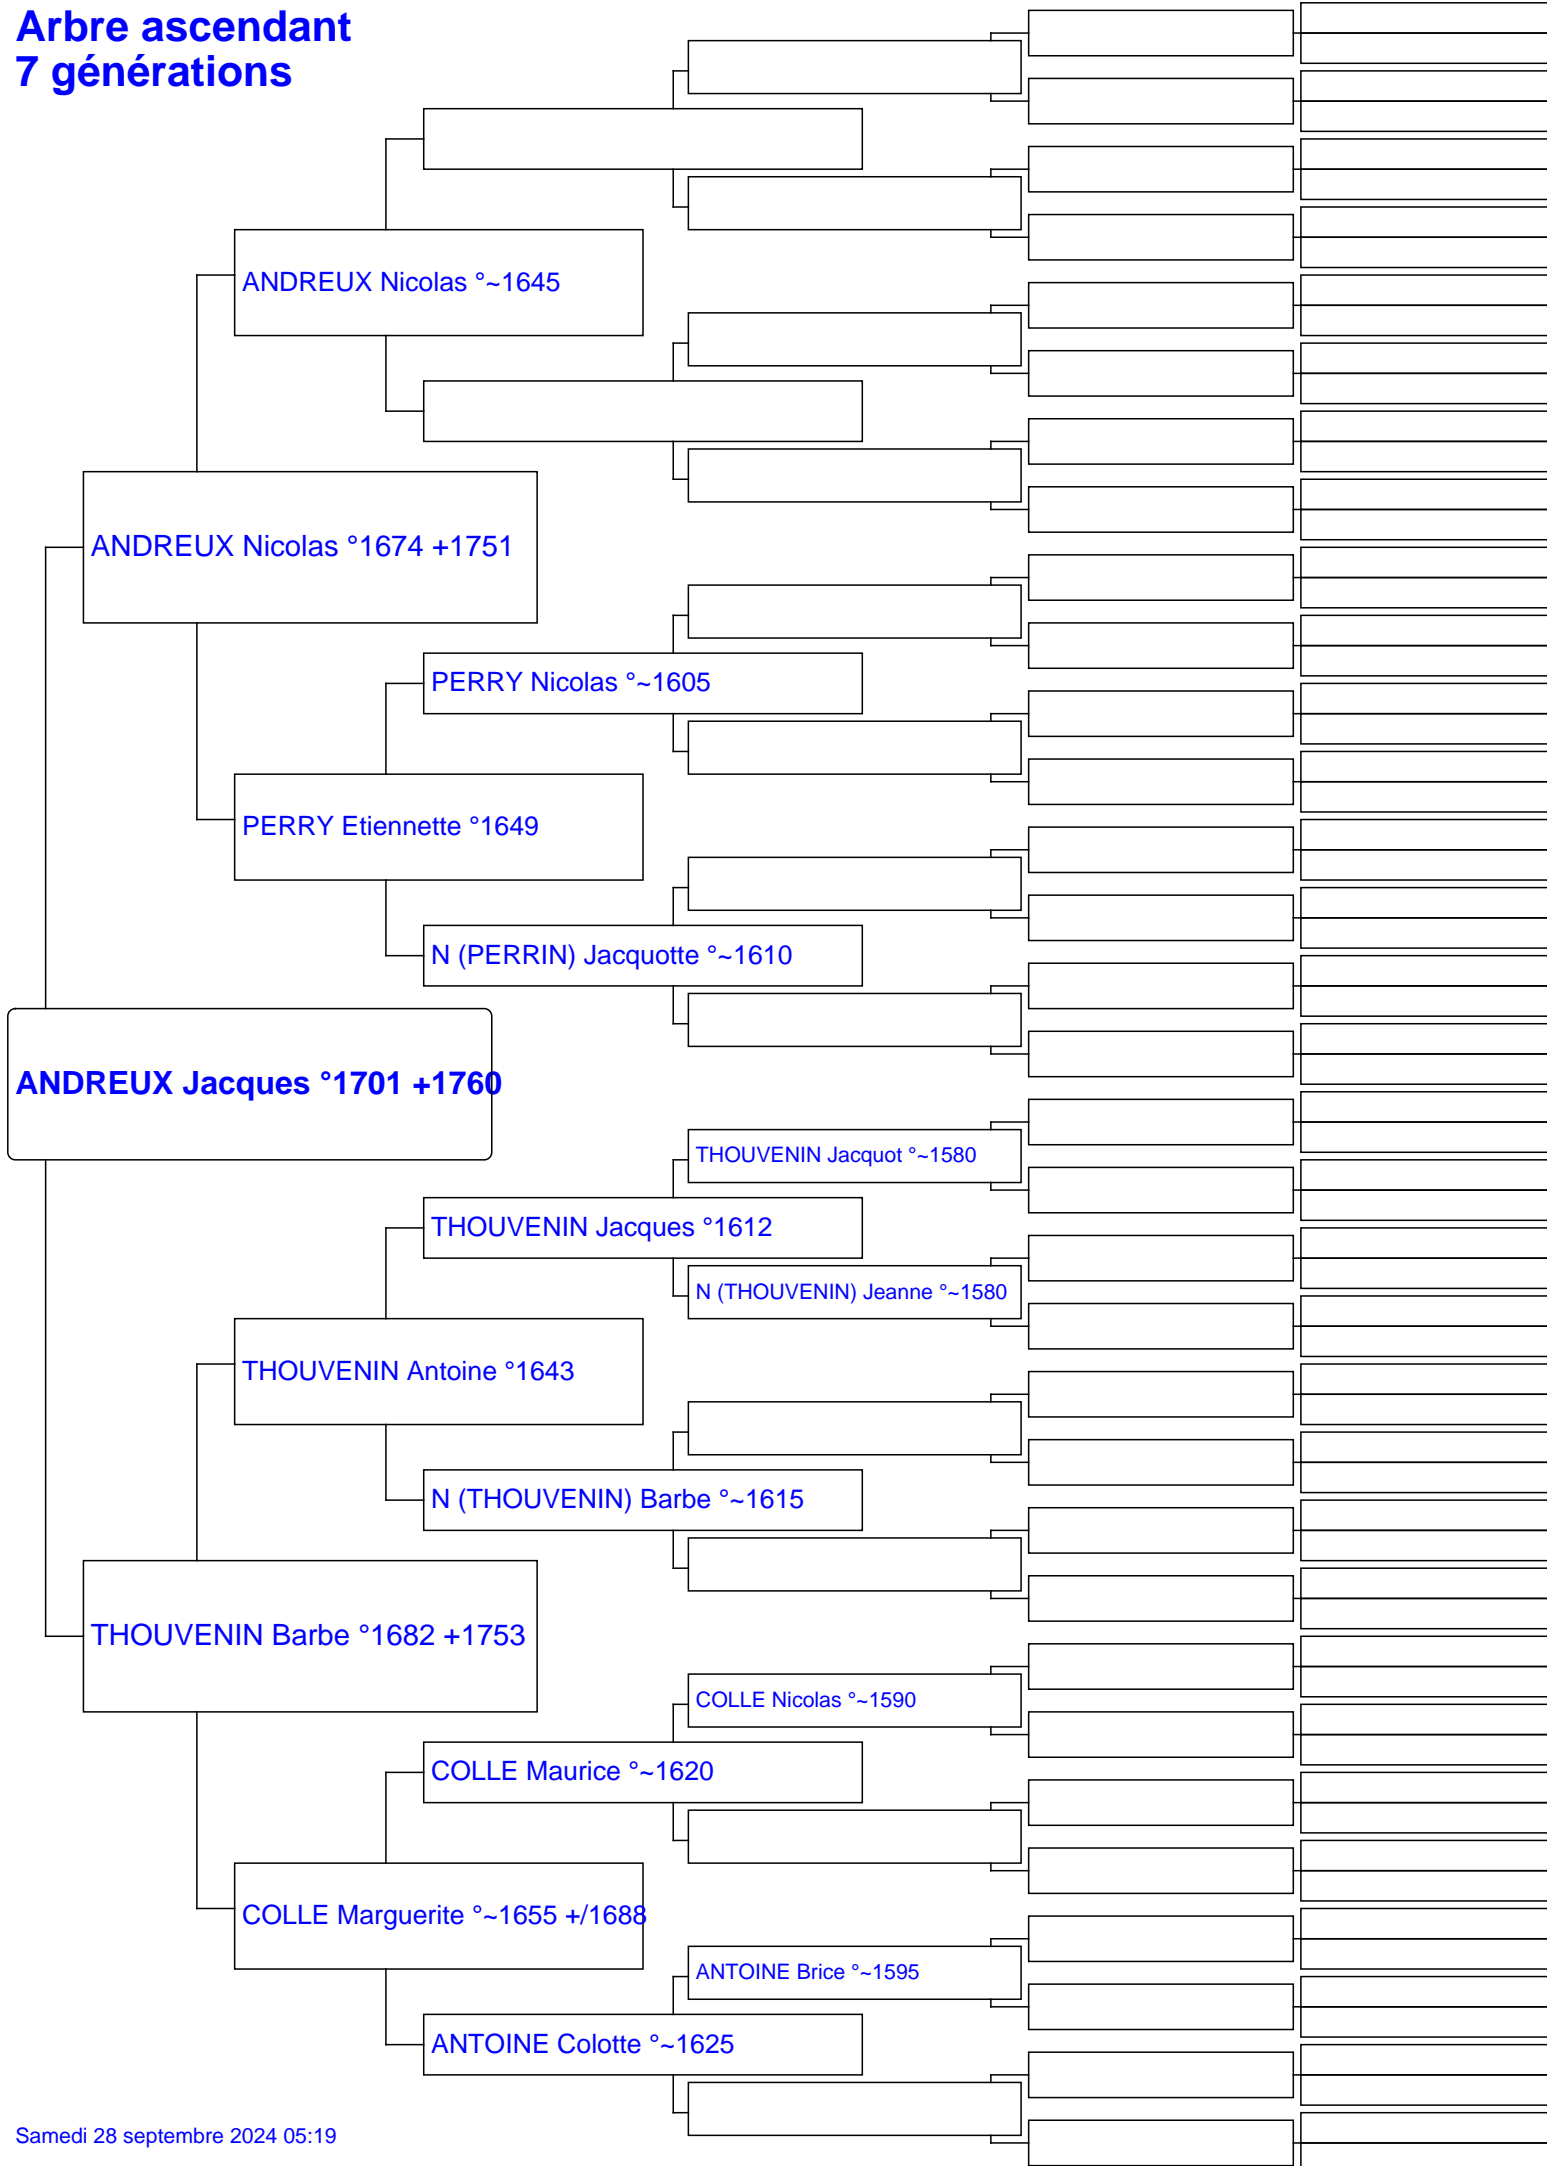 Arbre ascendant
7 générations
ANDREUX Nicolas °~1645
ANDREUX Nicolas °1674 +1751
PERRY Nicolas °~1605
PERRY Etiennette °1649
N (PERRIN) Jacquotte °~1610
ANDREUX Jacques °1701 +1760
THOUVENIN Jacquot °~1580
THOUVENIN Jacques °1612
N (THOUVENIN) Jeanne °~1580
THOUVENIN Antoine °1643
N (THOUVENIN) Barbe °~1615
THOUVENIN Barbe °1682 +1753
COLLE Nicolas °~1590
COLLE Maurice °~1620
COLLE Marguerite °~1655 +/1688
ANTOINE Brice °~1595
ANTOINE Colotte °~1625
Samedi 28 septembre 2024 05:19